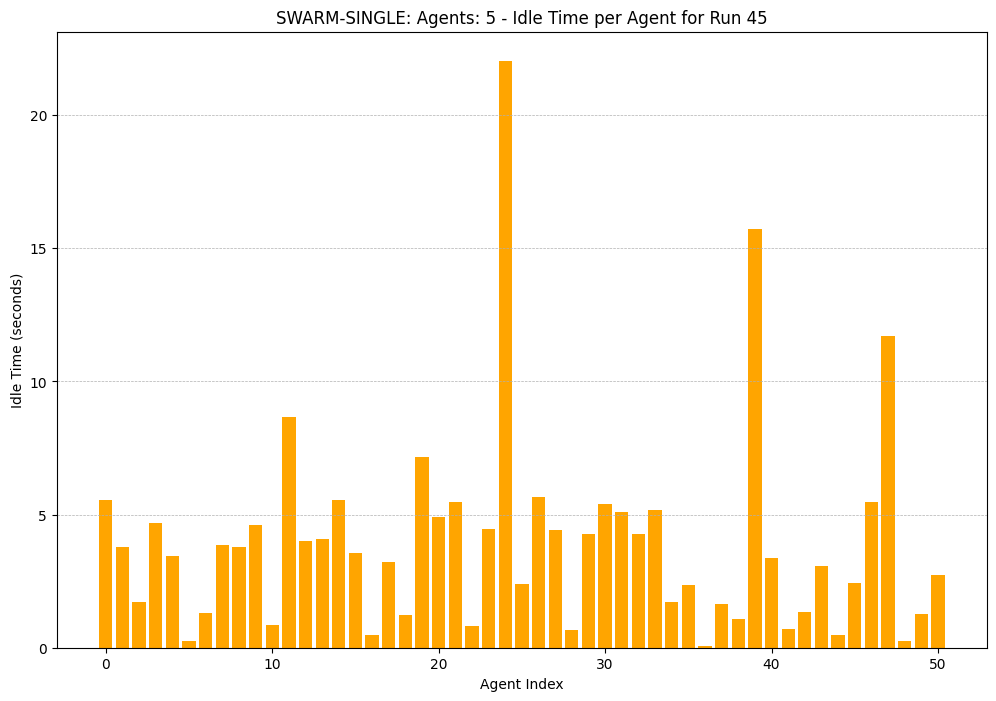 SWARM-SINGLE: Agents: 5 - Idle Time per Agent for Run 45
Idle Time (seconds)
20
15
10
5
0
0 10 20 30 40 50
Agent Index